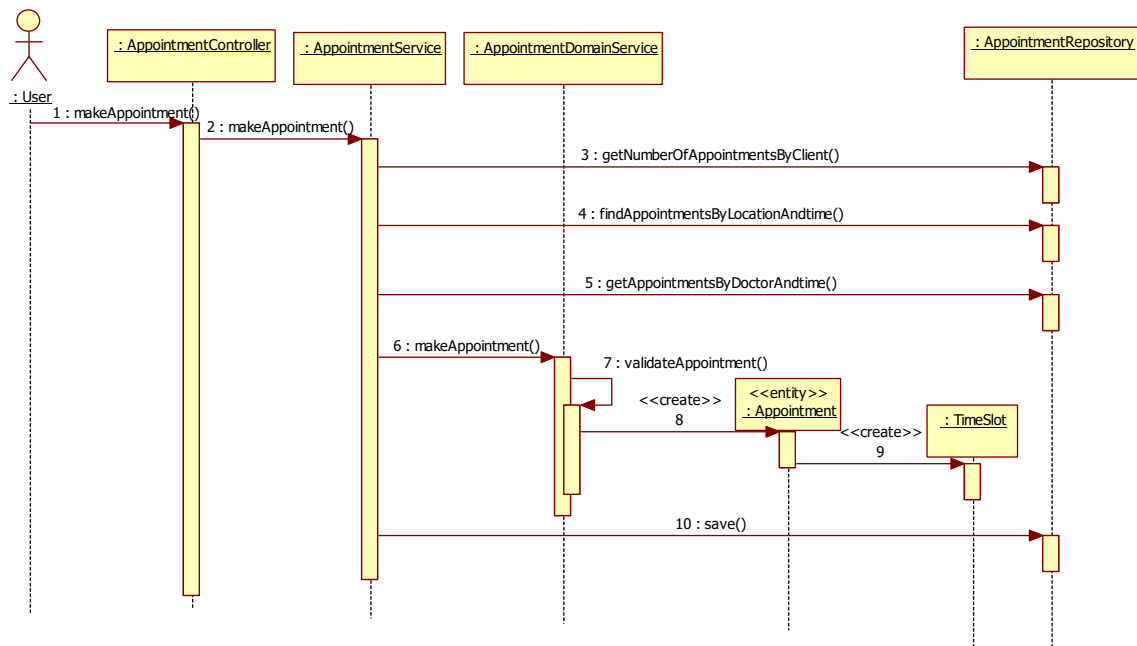 : AppointmentController
: AppointmentService
: AppointmentDomainService
: AppointmentRepository
: User
1 : makeAppointment()
2 : makeAppointment()
3 : getNumberOfAppointmentsByClient()
4 : findAppointmentsByLocationAndtime()
5 : getAppointmentsByDoctorAndtime()
6 : makeAppointment()
7 : validateAppointment()
<<create>>
8
<<entity>>
: Appointment
<<create>>
9
: TimeSlot
10 : save()